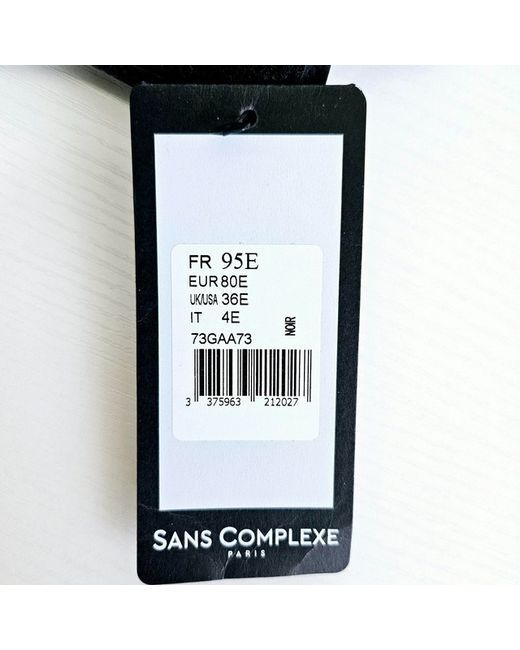 FR 95E
EUR 80E
UK/USA 36E
IT 4E
NOIR
73GAA73
3 375963 212027
SANS COMPLEXE
PARIS